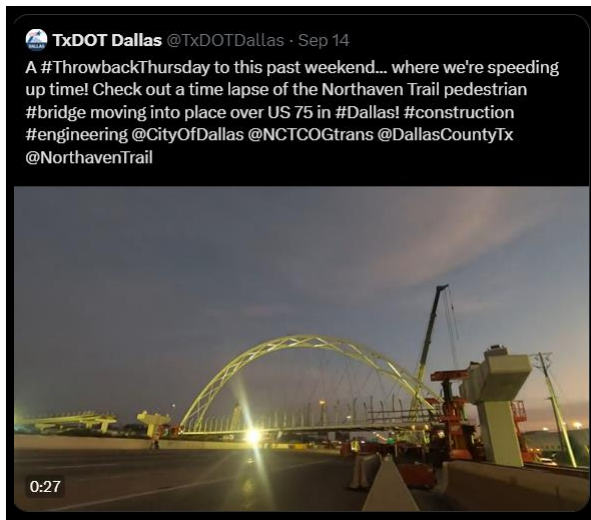 TxDOT Dallas @TxDOTDallas · Sep 14
A #ThrowbackThursday to this past weekend... where we're speeding
up time! Check out a time lapse of the Northaven Trail pedestrian
#bridge moving into place over US 75 in #Dallas! #construction
#engineering @CityOfDallas @NCTCOGtrans @DallasCountyTx
@NorthavenTrail
0:27